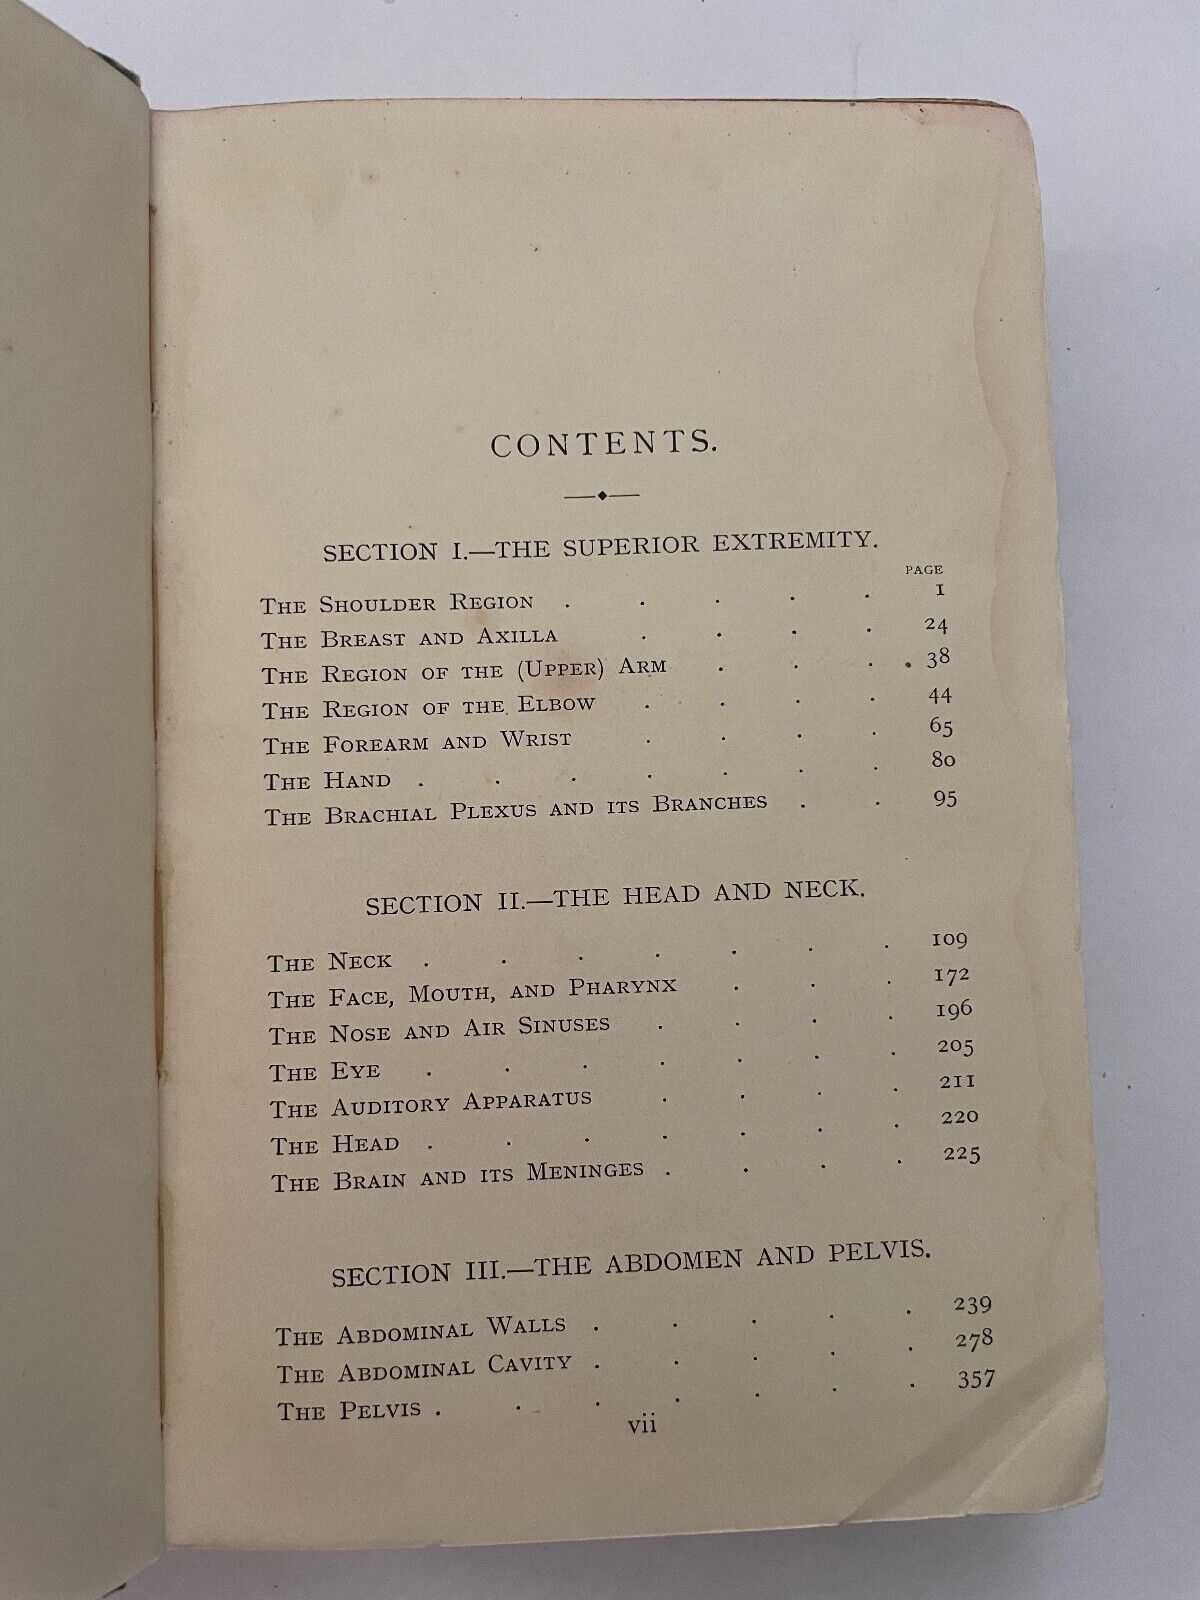 CONTENTS.
SECTION I.—THE SUPERIOR EXTREMITY.
PAGE
The Shoulder Region . . . . . 1
The Breast and Axilla . . . . 24
The Region of the (Upper) Arm . . . 38
The Region of the Elbow . . . . 44
The Forearm and Wrist . . . . 65
The Hand . . . . . . . 80
The Brachial Plexus and its Branches . . 95
SECTION II.—THE HEAD AND NECK.
The Neck . . . . . . . 109
The Face, Mouth, and Pharynx . . . 172
The Nose and Air Sinuses . . . . 196
The Eye . . . . . . . 205
The Auditory Apparatus . . . . 211
The Head . . . . . . . 220
The Brain and its Meninges . . . . 225
SECTION III.—THE ABDOMEN AND PELVIS.
The Abdominal Walls . . . . . 239
The Abdominal Cavity . . . . . 278
The Pelvis . . . . . . . 357
vii